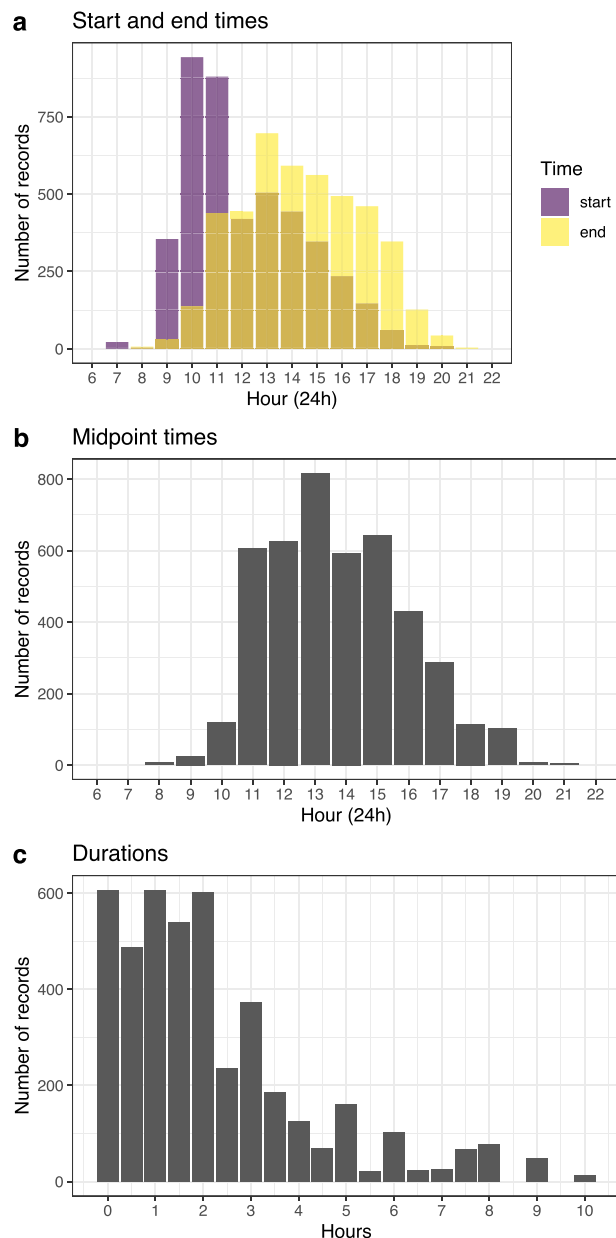 a Start and end times
Number of records
750
500
250
0
6 7 8 9 10 11 12 13 14 15 16 17 18 19 20 21 22
Hour (24h)
Time
start
end
b Midpoint times
Number of records
800
600
400
200
0
6 7 8 9 10 11 12 13 14 15 16 17 18 19 20 21 22
Hour (24h)
c Durations
Number of records
600
400
200
0
0 1 2 3 4 5 6 7 8 9 10
Hours